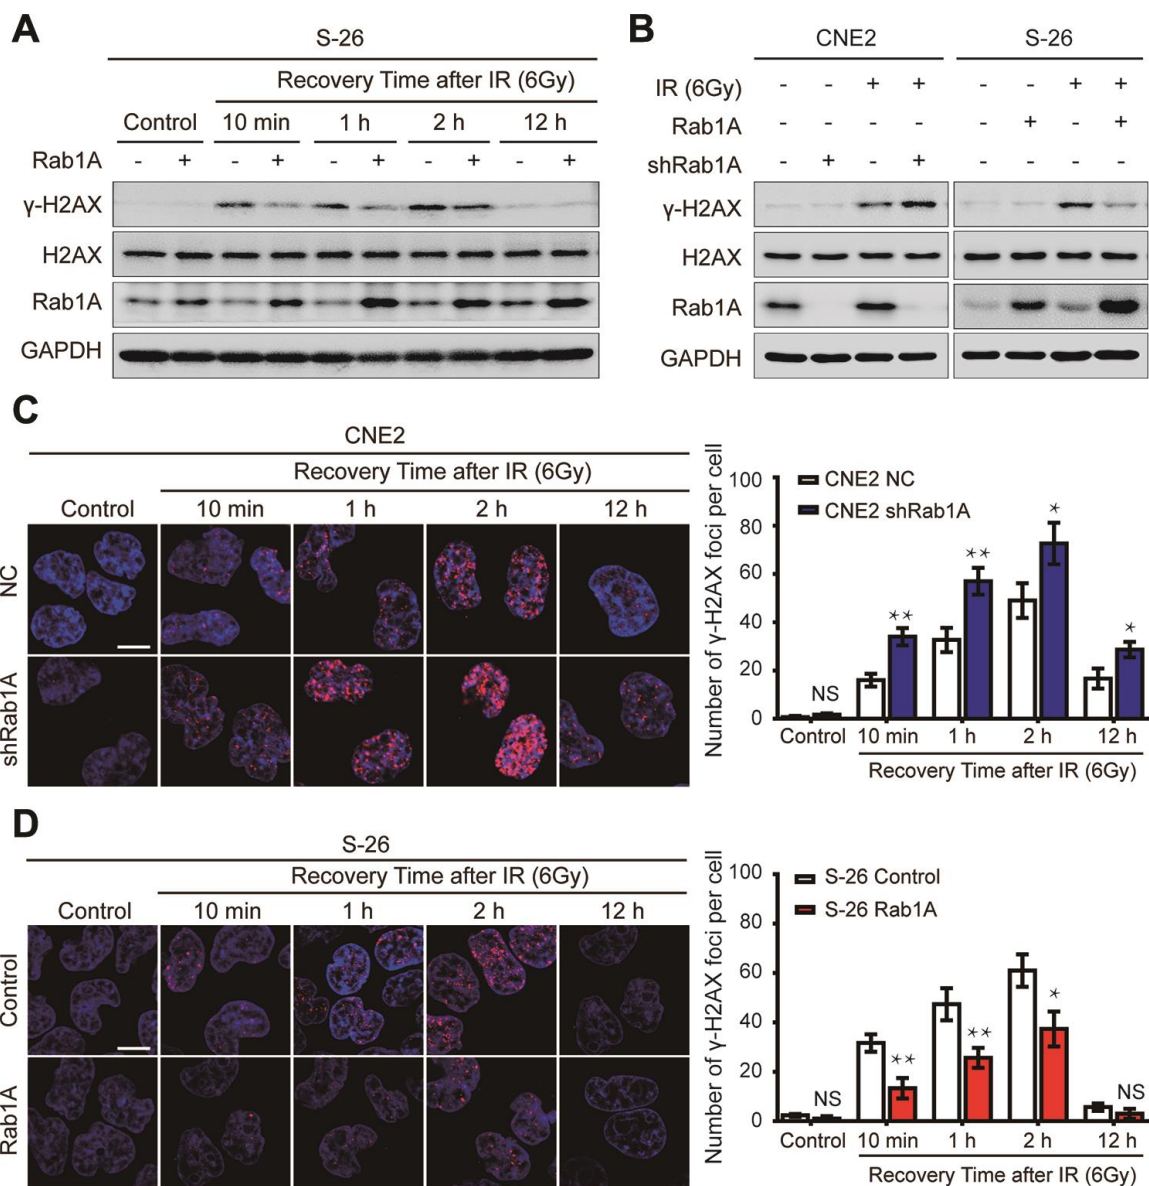 A
S-26
Recovery Time after IR (6Gy)
Control 10 min 1 h 2 h 12 h
Rab1A - + - + - + - + - +
γ-H2AX
H2AX
Rab1A
GAPDH
B
CNE2 S-26
IR (6Gy) - - + + - - + +
Rab1A - - - - - + - +
shRab1A - + - + - - - -
γ-H2AX
H2AX
Rab1A
GAPDH
C
CNE2
Recovery Time after IR (6Gy)
Control 10 min 1 h 2 h 12 h
NC
shRab1A
Number of γ-H2AX foci per cell
100
80
60
40
20
0
CNE2 NC
CNE2 shRab1A
NS ** ** * *
Control 10 min 1 h 2 h 12 h
Recovery Time after IR (6Gy)
D
S-26
Recovery Time after IR (6Gy)
Control 10 min 1 h 2 h 12 h
Control
Rab1A
Number of γ-H2AX foci per cell
100
80
60
40
20
0
S-26 Control
S-26 Rab1A
NS ** ** * NS
Control 10 min 1 h 2 h 12 h
Recovery Time after IR (6Gy)